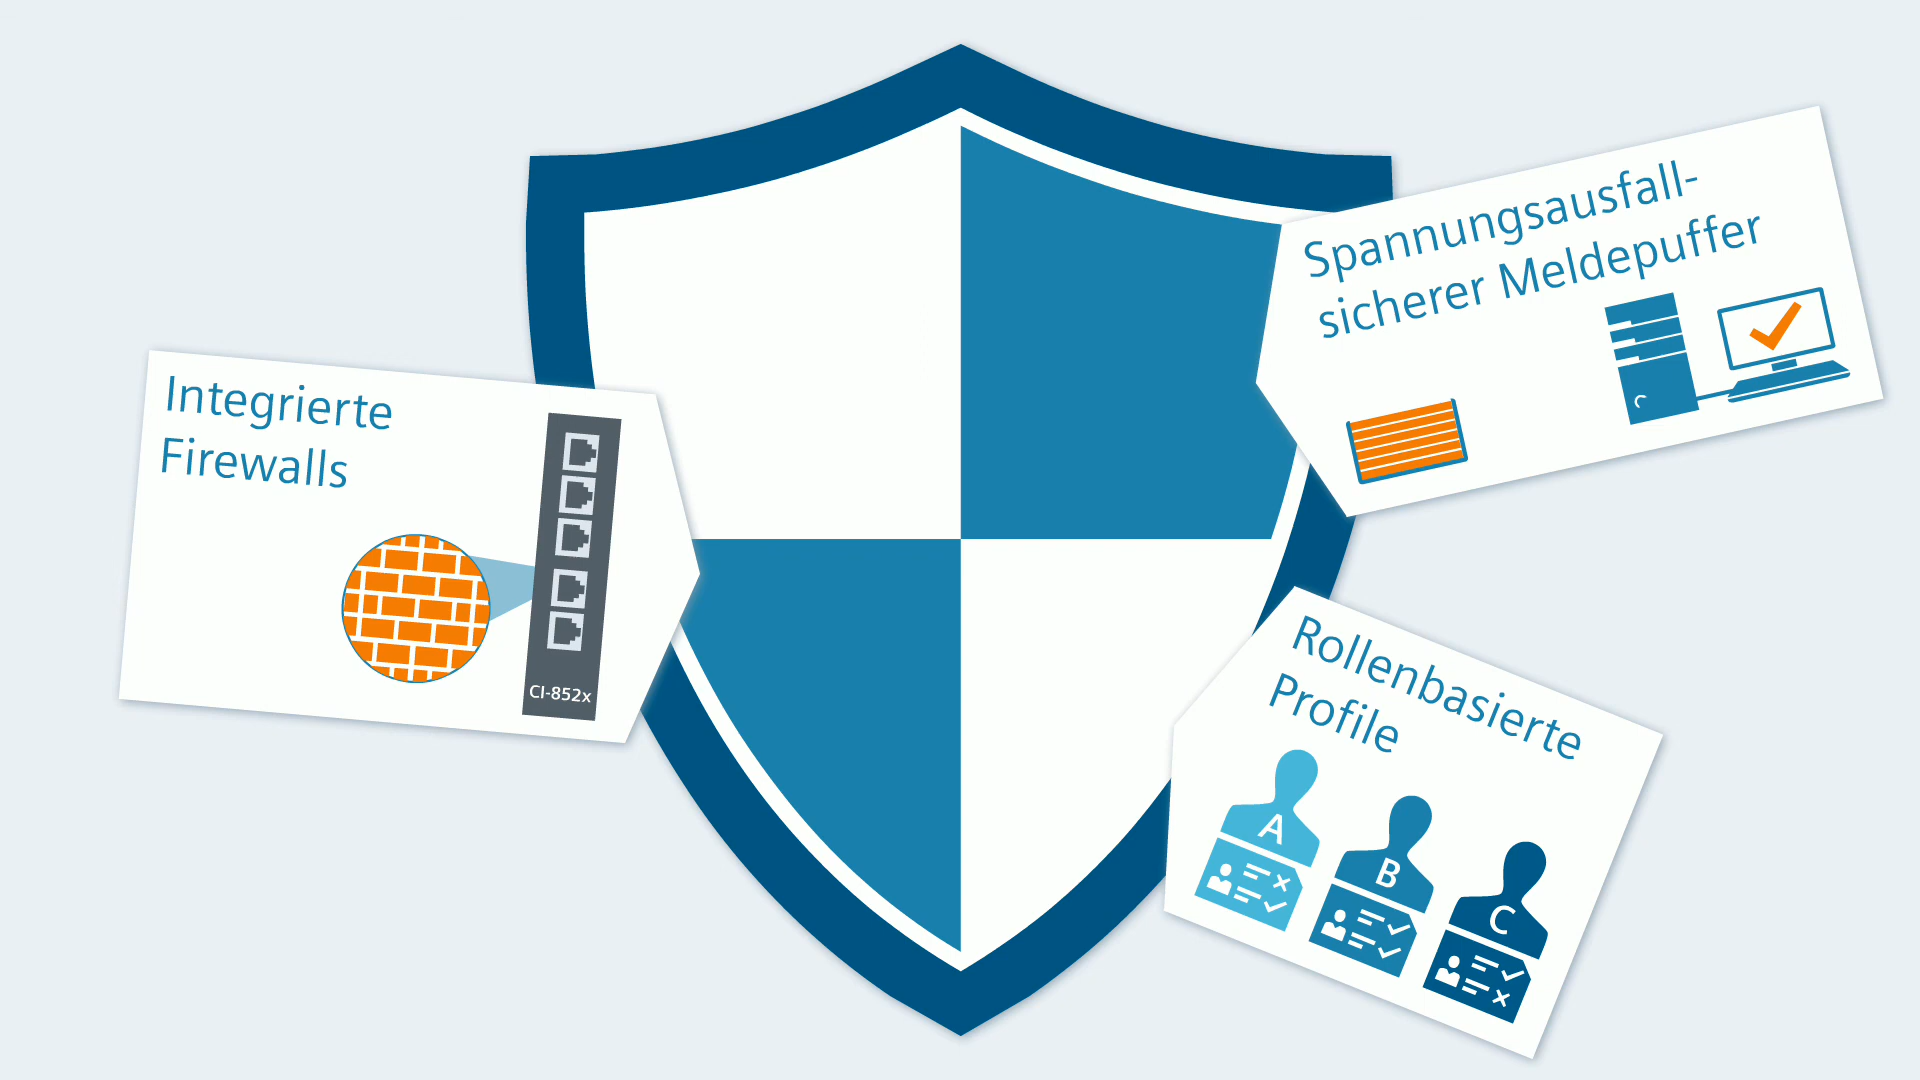 Integrierte
Firewalls
CI-852x
Spannungsausfall-
sicherer Meldepuffer
Rollenbasierte
Profile
A
B
C